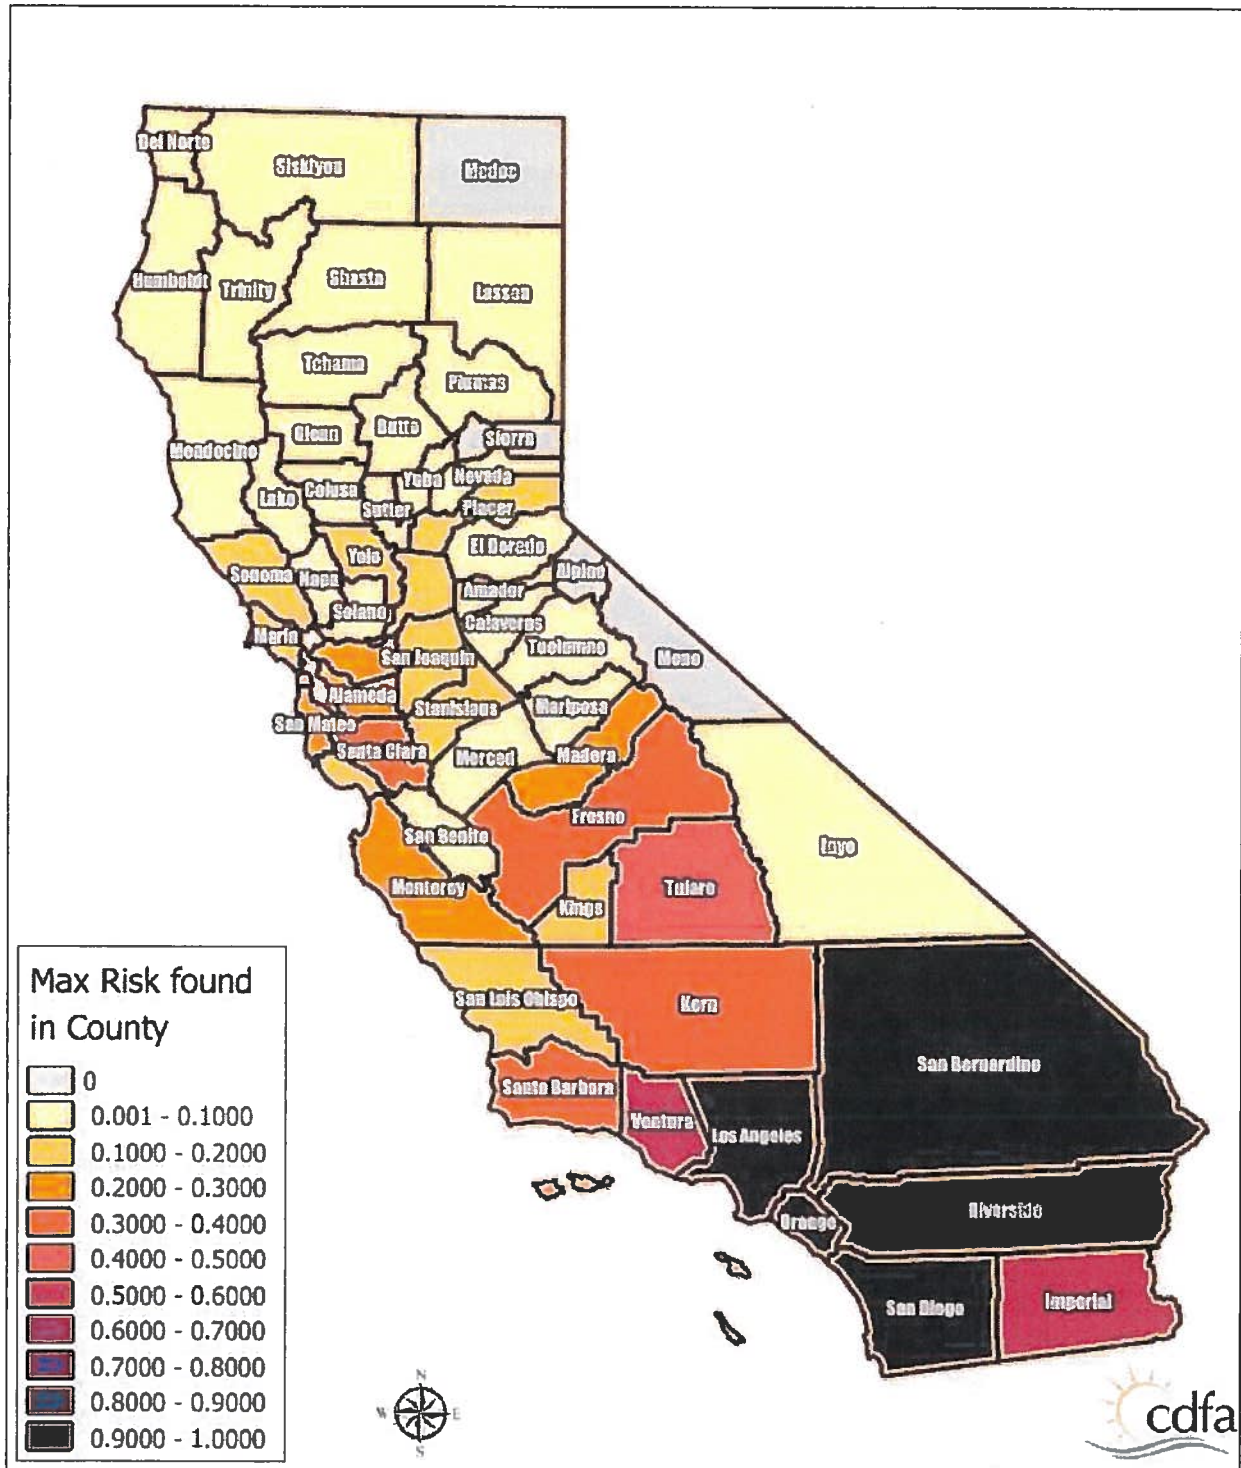 Del Norte
Siskiyou
Modoc
Humboldt
Trinity
Shasta
Lassen
Tehama
Plumas
Mendocino
Glenn
Butte
Sierra
Lake
Colusa
Sutter
Yuba
Nevada
Placer
Sonoma
Napa
Yolo
El Dorado
Alpine
Solano
Amador
Calaveras
Marin
San Joaquin
Tuolumne
Mono
Alameda
Stanislaus
Mariposa
San Mateo
Santa Clara
Merced
Madera
San Benito
Fresno
Inyo
Monterey
Kings
Tulare
San Luis Obispo
Kern
San Bernardino
Santa Barbara
Ventura
Los Angeles
Orange
Riverside
San Diego
Imperial
Max Risk found
in County
0
0.001 - 0.1000
0.1000 - 0.2000
0.2000 - 0.3000
0.3000 - 0.4000
0.4000 - 0.5000
0.5000 - 0.6000
0.6000 - 0.7000
0.7000 - 0.8000
0.8000 - 0.9000
0.9000 - 1.0000
N
W E
S
cdfa